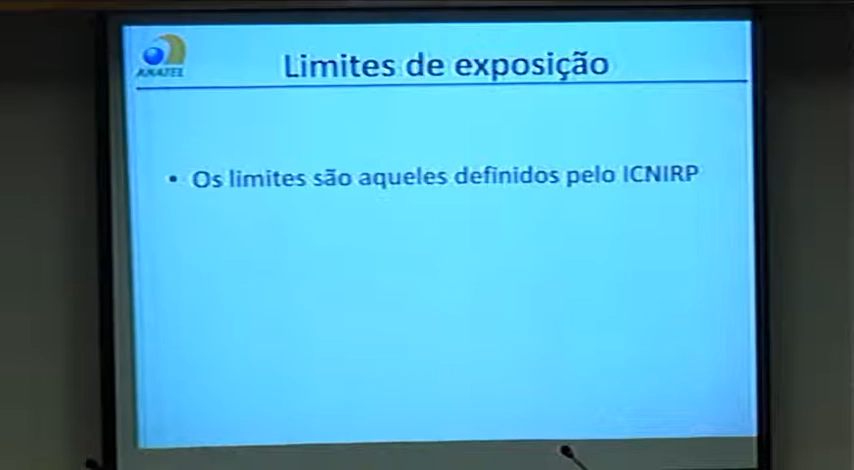 ANATEL
Limites de exposição
• Os limites são aqueles definidos pelo ICNIRP